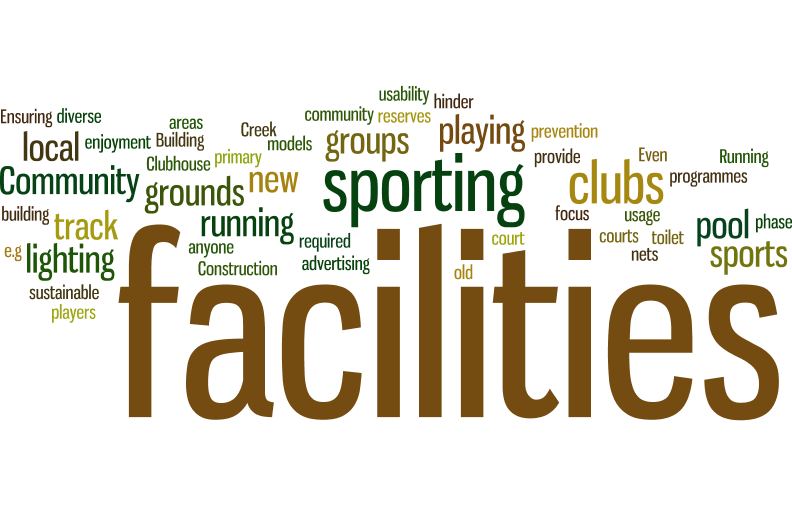 usability
hinder
Ensuring
diverse
community
reserves
areas
Creek
playing
prevention
local
enjoyment
Building
models
groups
Clubhouse
primary
provide
Even
Running
Community
grounds
new
sporting
clubs
programmes
building
track
running
focus
usage
pool
phase
e.g
lighting
anyone
required
court
courts
toilet
nets
sports
Construction
advertising
old
sustainable
players
facilities